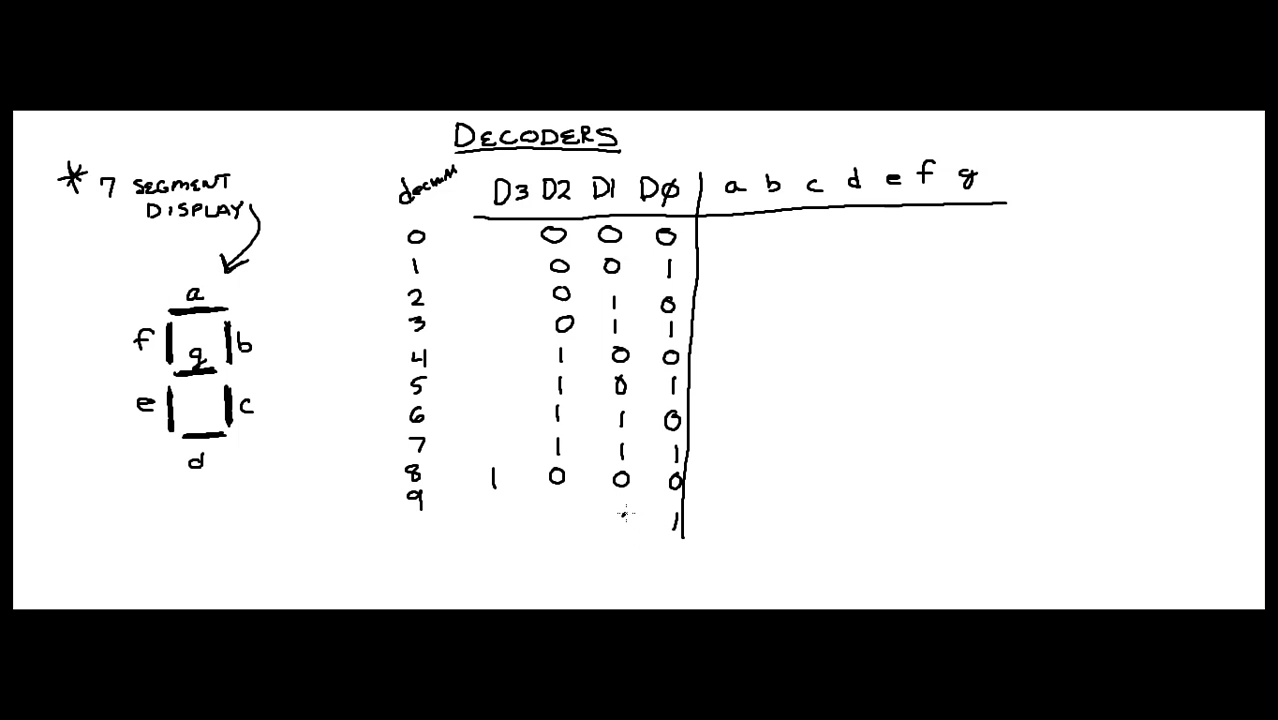 DECODERS
* 7 SEGMENT
DISPLAY
a
f g b
e c
d
D3 D2 D1 DØ a b c d e f g
0 0 0 0
1 0 0 1
2 0 1 0
3 0 1 1
4 1 0 0
5 1 0 1
6 1 1 0
7 1 1 1
8 1 0 0 0
9
1